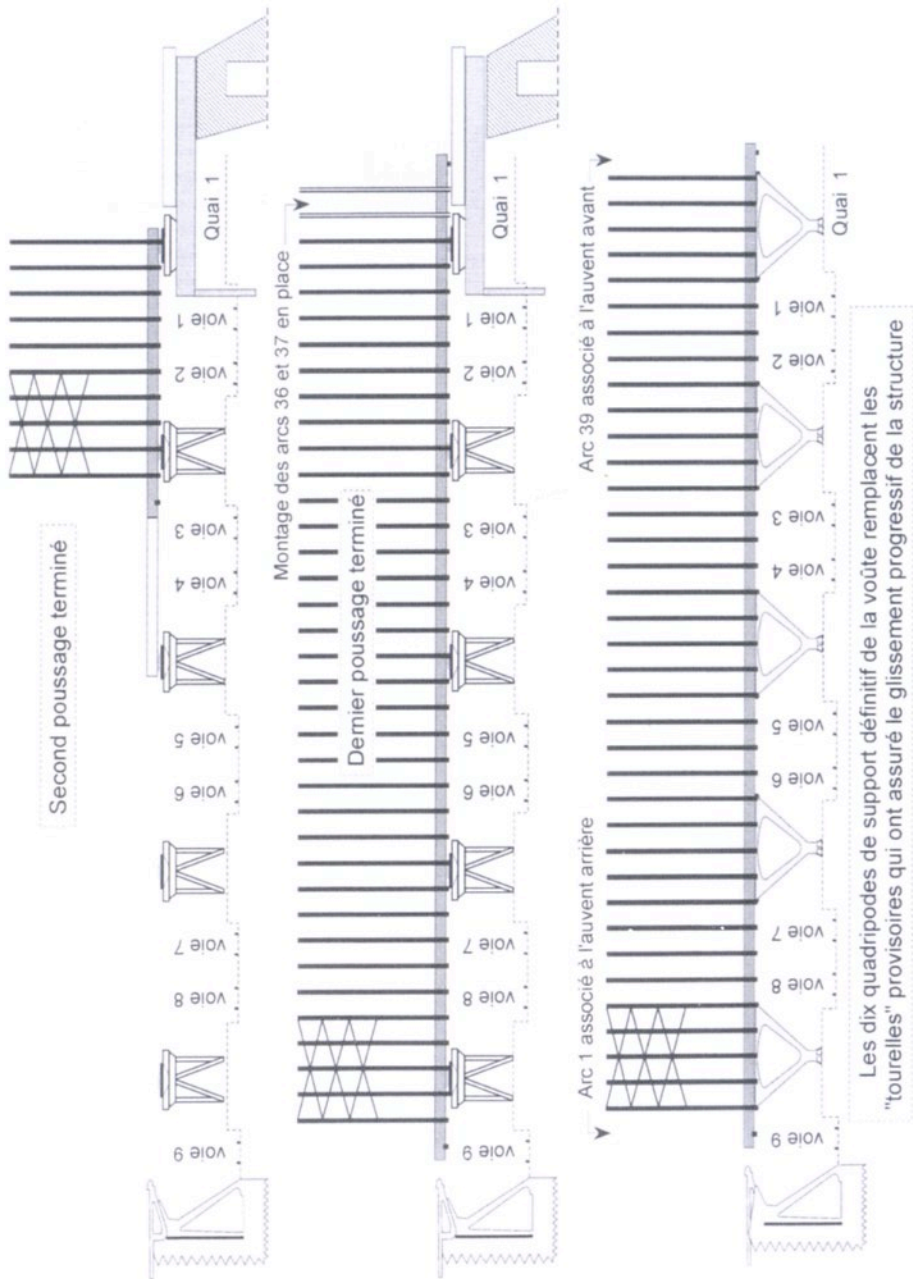 Second poussage terminé
voie 9
voie 8
voie 7
voie 6
voie 5
voie 4
voie 3
voie 2
voie 1
Quai 1
Montage des arcs 36 et 37 en place
Dernier poussage terminé
voie 9
voie 8
voie 7
voie 6
voie 5
voie 4
voie 3
voie 2
voie 1
Quai 1
Arc 1 associé à l'auvent arrière
Arc 39 associé à l'auvent avant
voie 9
voie 8
voie 7
voie 6
voie 5
voie 4
voie 3
voie 2
voie 1
Quai 1
Les dix quadripodes de support définitif de la voûte remplacent les
"tourelles" provisoires qui ont assuré le glissement progressif de la structure